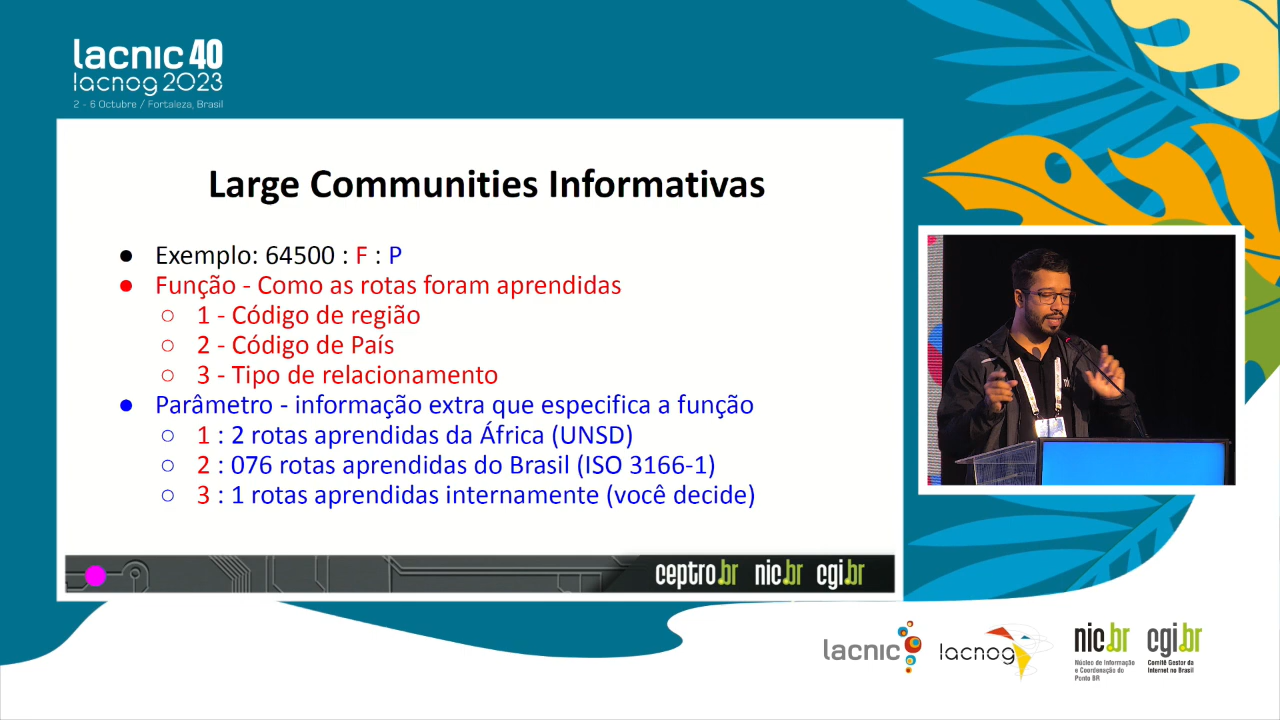 lacnic 40
lacnog 2023
2 - 6 Octubre / Fortaleza, Brasil
Large Communities Informativas
● Exemplo: 64500 : F : P
● Função - Como as rotas foram aprendidas
○ 1 - Código de região
○ 2 - Código de País
○ 3 - Tipo de relacionamento
● Parâmetro - informação extra que especifica a função
○ 1 : 2 rotas aprendidas da África (UNSD)
○ 2 : 076 rotas aprendidas do Brasil (ISO 3166-1)
○ 3 : 1 rotas aprendidas internamente (você decide)
ceptro.br nic.br cgi.br
lacnic
lacnog
nic.br
Núcleo de Informação
e Coordenação do
Ponto BR
cgi.br
Comitê Gestor da
Internet no Brasil